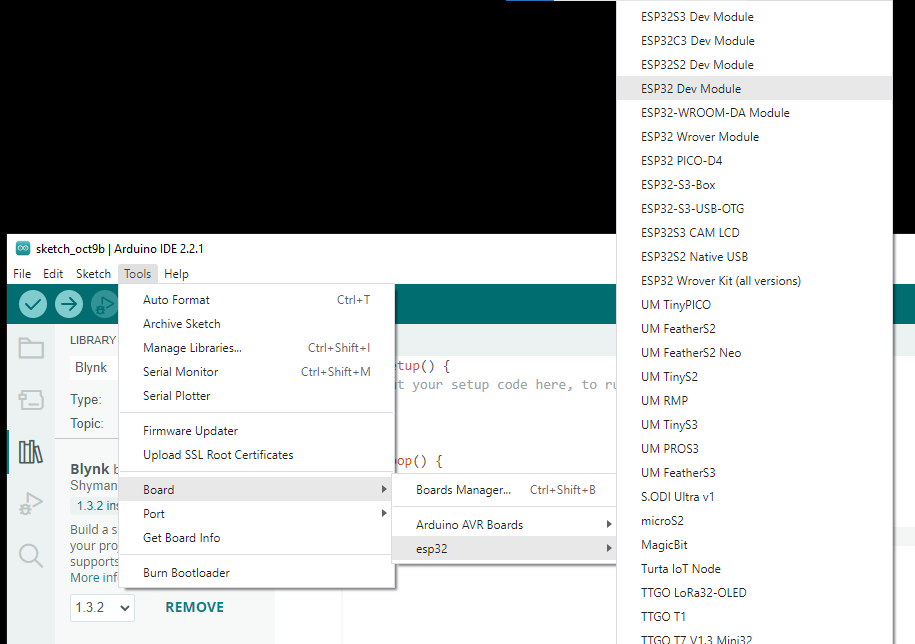 ESP32S3 Dev Module
ESP32C3 Dev Module
ESP32S2 Dev Module
ESP32 Dev Module
ESP32-WROOM-DA Module
ESP32 Wrover Module
ESP32 PICO-D4
ESP32-S3-Box
ESP32-S3-USB-OTG
ESP32S3 CAM LCD
ESP32S2 Native USB
ESP32 Wrover Kit (all versions)
UM TinyPICO
UM FeatherS2
UM FeatherS2 Neo
UM TinyS2
UM RMP
UM TinyS3
UM PROS3
UM FeatherS3
S.ODI Ultra v1
microS2
MagicBit
Turta IoT Node
TTGO LoRa32-OLED
TTGO T1
TTGO T7 V1.3 Mini32
sketch_oct9b | Arduino IDE 2.2.1
File Edit Sketch Tools Help
Auto Format Ctrl+T
Archive Sketch
Manage Libraries... Ctrl+Shift+I
Serial Monitor Ctrl+Shift+M
Serial Plotter
Firmware Updater
Upload SSL Root Certificates
Board
Port
Get Board Info
Burn Bootloader
Boards Manager... Ctrl+Shift+B
Arduino AVR Boards
esp32
LIBRARY
Blynk
Type:
Topic:
Blynk b
Shyman
1.3.2 ins
Build a s
your pro
supports
More inf
1.3.2
REMOVE
etup() {
t your setup code here, to ru
oop() {